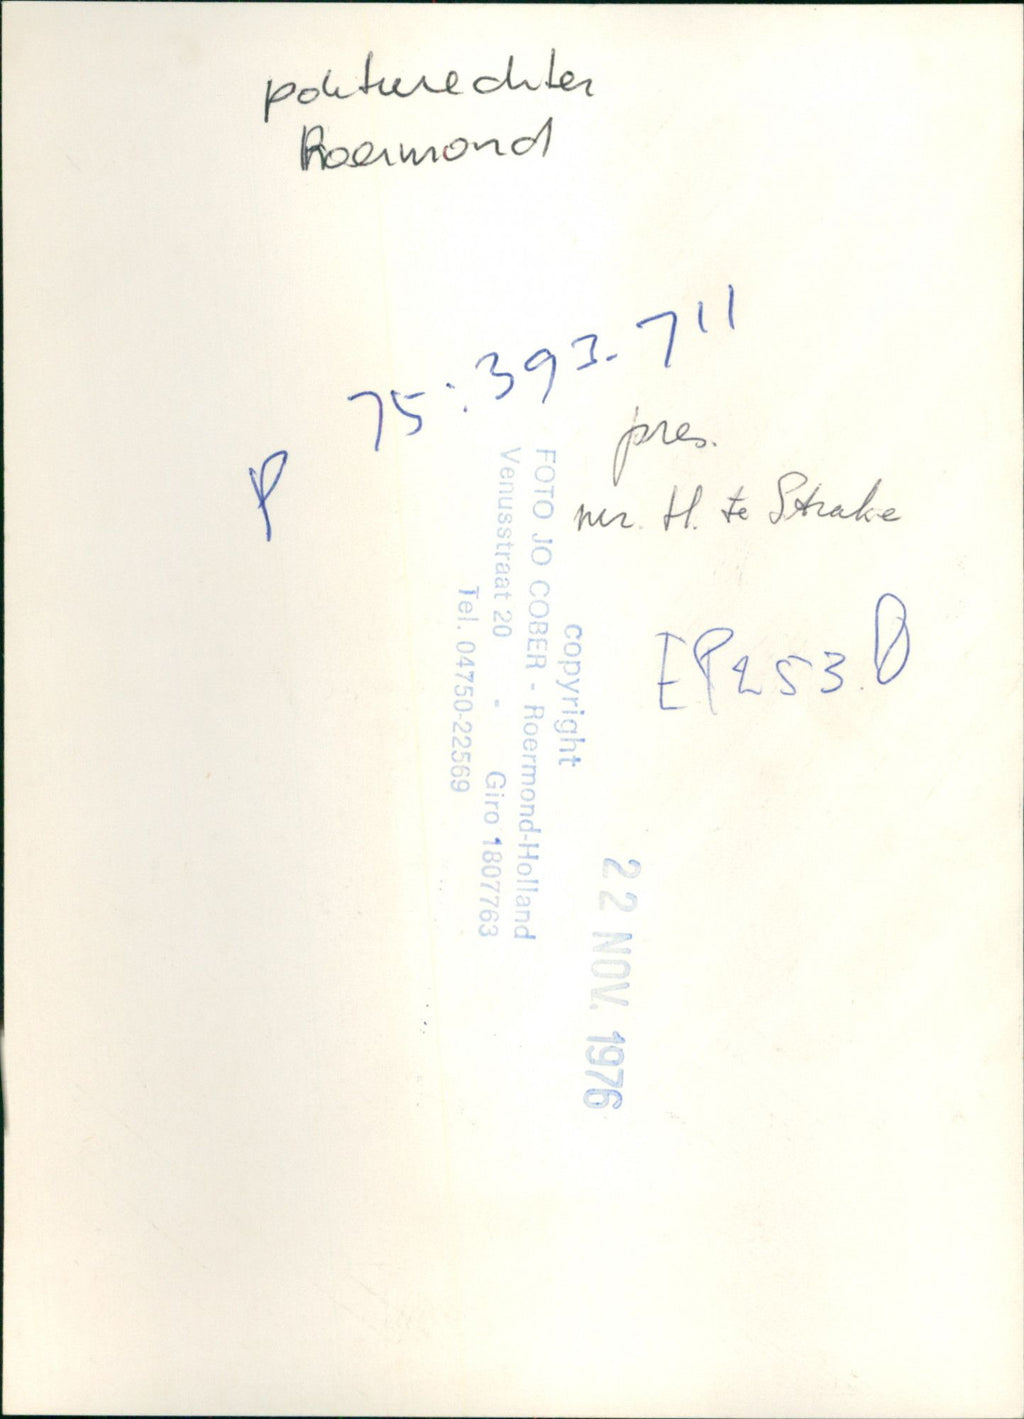 politierechter
Roermond
75:393-711
P
pres.
mr. H. te Strake
EP253.
copyright
FOTO JO COBER - Roermond-Holland
Venusstraat 20 - Giro 1807763
Tel. 04750-22569
22 NOV. 1976